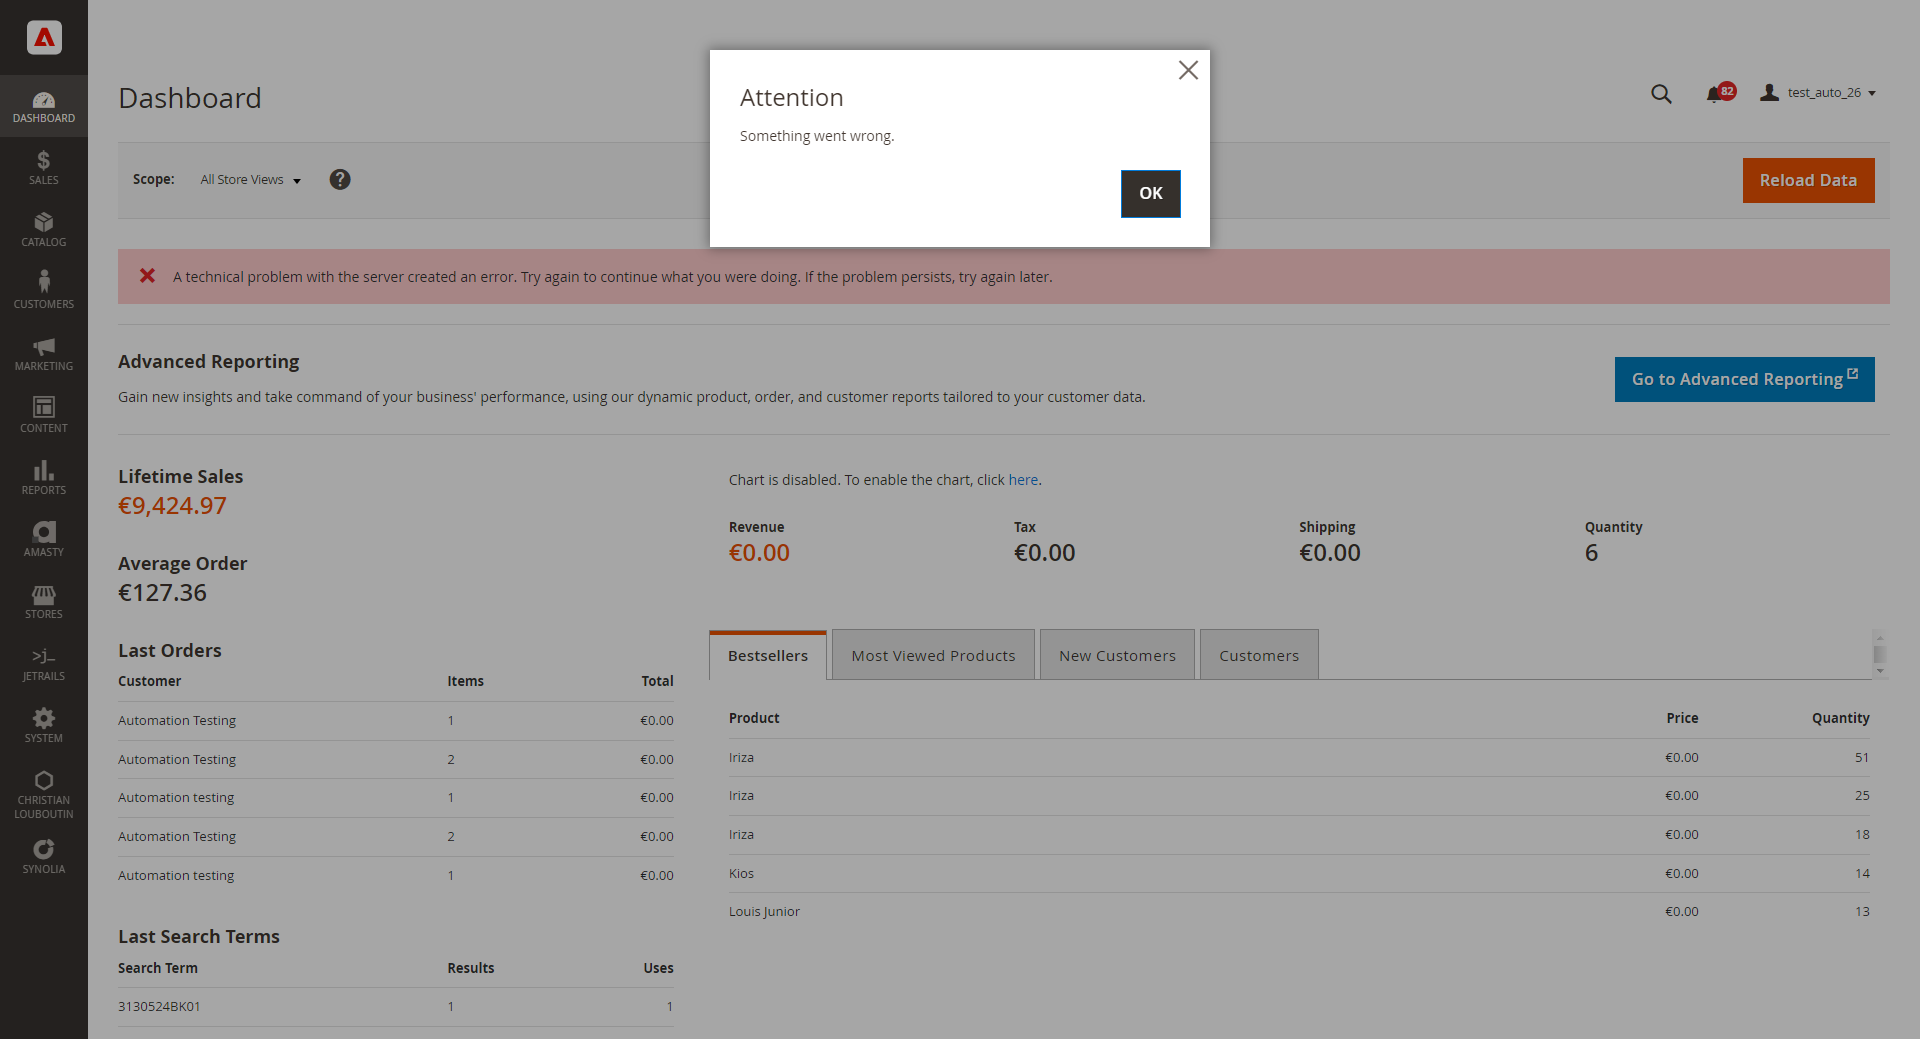 DASHBOARD
SALES
CATALOG
CUSTOMERS
MARKETING
CONTENT
REPORTS
AMASTY
STORES
>j_
JETRAILS
SYSTEM
CHRISTIAN
LOUBOUTIN
SYNOLIA
Dashboard
82
test_auto_26
Attention
Something went wrong.
OK
Scope:
All Store Views
?
Reload Data
A technical problem with the server created an error. Try again to continue what you were doing. If the problem persists, try again later.
Advanced Reporting
Gain new insights and take command of your business' performance, using our dynamic product, order, and customer reports tailored to your customer data.
Go to Advanced Reporting
Lifetime Sales
€9,424.97
Average Order
€127.36
Last Orders
Customer Items Total
Automation Testing 1 €0.00
Automation Testing 2 €0.00
Automation testing 1 €0.00
Automation Testing 2 €0.00
Automation testing 1 €0.00
Last Search Terms
Search Term Results Uses
3130524BK01 1 1
Chart is disabled. To enable the chart, click here.
Revenue Tax Shipping Quantity
€0.00 €0.00 €0.00 6
Bestsellers Most Viewed Products New Customers Customers
Product Price Quantity
Iriza €0.00 51
Iriza €0.00 25
Iriza €0.00 18
Kios €0.00 14
Louis Junior €0.00 13